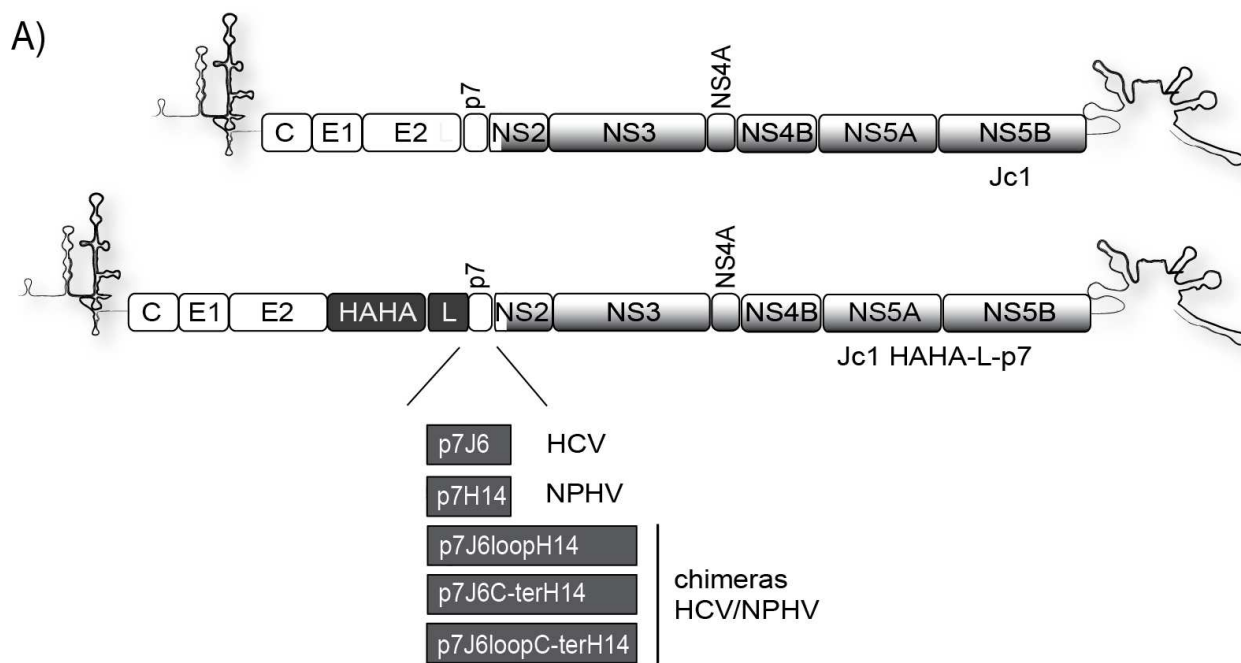 A)
p7
NS4A
C E1 E2 L NS2 NS3 NS4B NS5A NS5B
Jc1
p7
NS4A
C E1 E2 HAHA L NS2 NS3 NS4B NS5A NS5B
Jc1 HAHA-L-p7
p7J6 HCV
p7H14 NPHV
p7J6loopH14
p7J6C-terH14
p7J6loopC-terH14
chimeras
HCV/NPHV